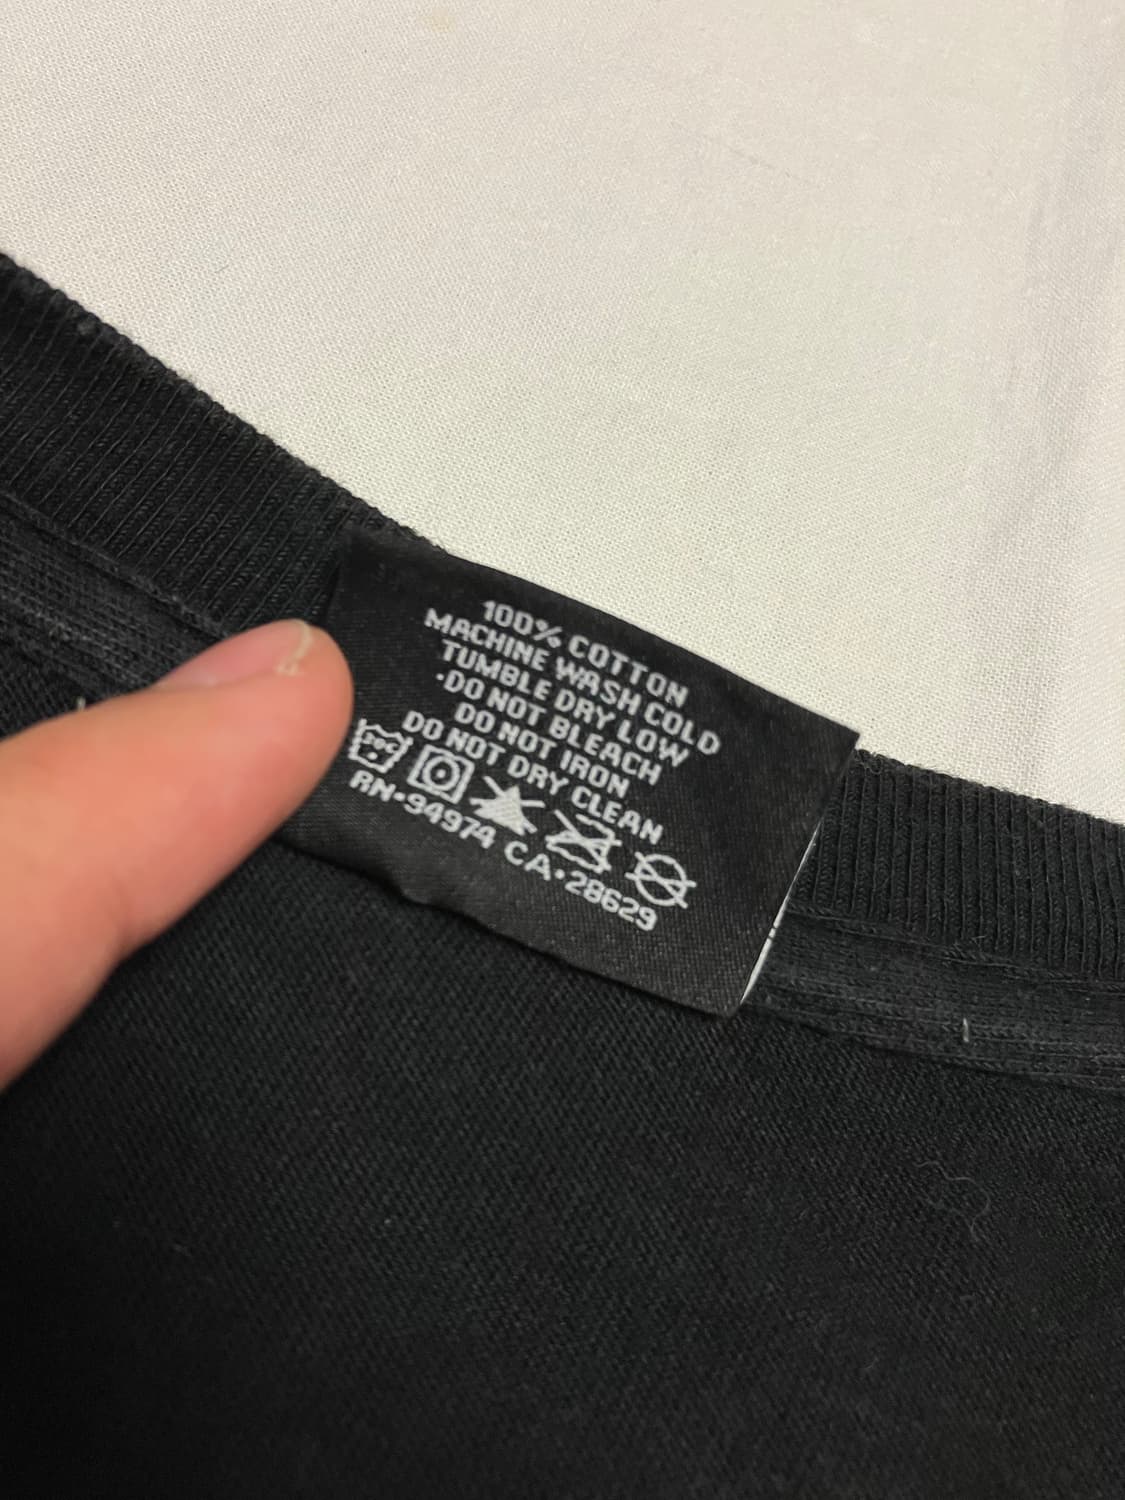 100% COTTON
MACHINE WASH COLD
TUMBLE DRY LOW
·DO NOT BLEACH
DO NOT IRON
DO NOT DRY CLEAN
30C
RN·94974 CA·28629